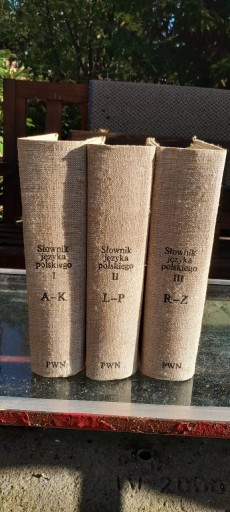 Słownik
języka
polskiego
I
A-K
PWN
Słownik
języka
polskiego
II
L-P
PWN
Słownik
języka
polskiego
III
R-Ż
PWN